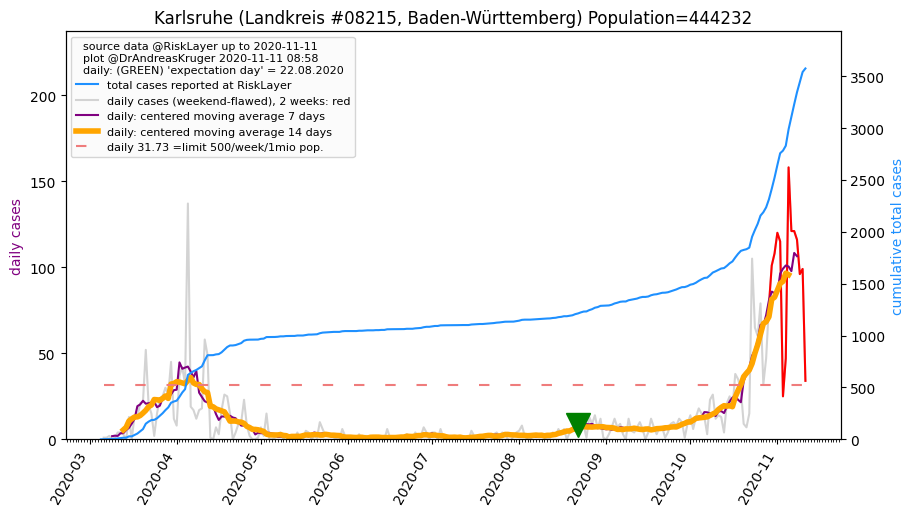 Karlsruhe (Landkreis #08215, Baden-Württemberg) Population=444232
source data @RiskLayer up to 2020-11-11
plot @DrAndreasKruger 2020-11-11 08:58
daily: (GREEN) 'expectation day' = 22.08.2020
total cases reported at RiskLayer
daily cases (weekend-flawed), 2 weeks: red
daily: centered moving average 7 days
daily: centered moving average 14 days
daily 31.73 =limit 500/week/1mio pop.
daily cases
200
150
100
50
0
cumulative total cases
3500
3000
2500
2000
1500
1000
500
0
2020-03
2020-04
2020-05
2020-06
2020-07
2020-08
2020-09
2020-10
2020-11